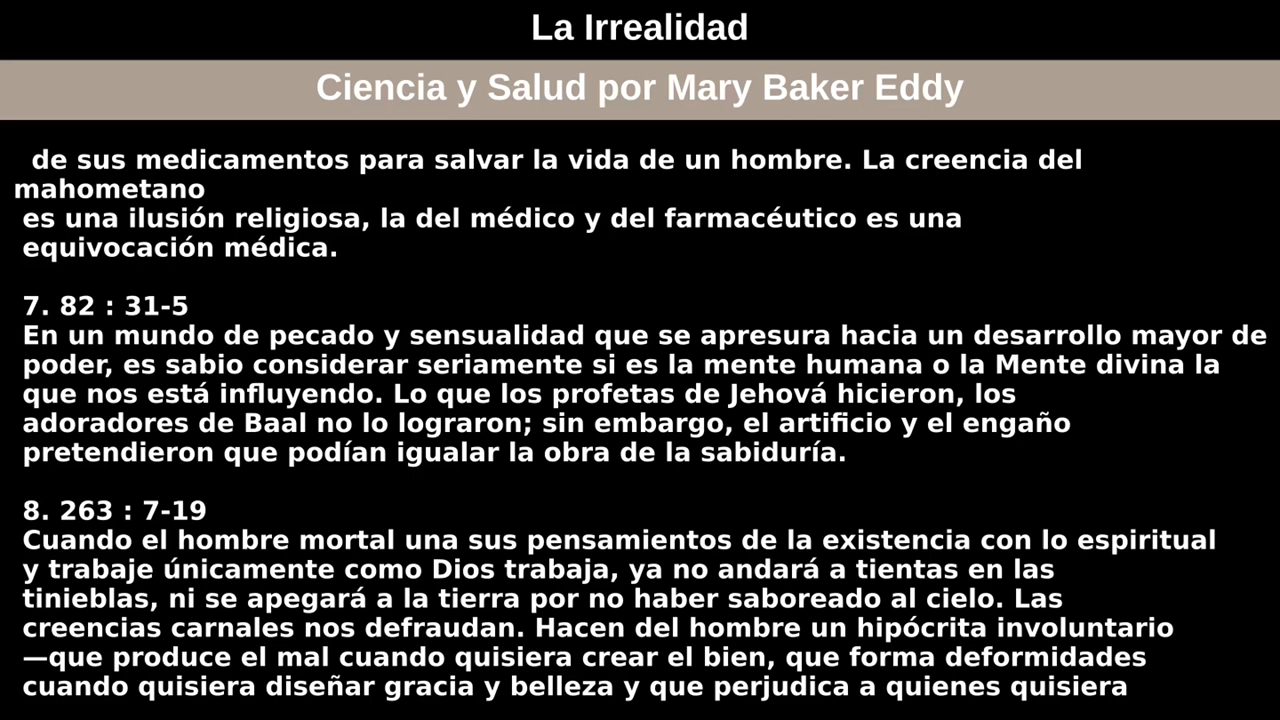 La Irrealidad
Ciencia y Salud por Mary Baker Eddy
de sus medicamentos para salvar la vida de un hombre. La creencia del
mahometano
es una ilusión religiosa, la del médico y del farmacéutico es una
equivocación médica.
7. 82 : 31-5
En un mundo de pecado y sensualidad que se apresura hacia un desarrollo mayor de
poder, es sabio considerar seriamente si es la mente humana o la Mente divina la
que nos está influyendo. Lo que los profetas de Jehová hicieron, los
adoradores de Baal no lo lograron; sin embargo, el artificio y el engaño
pretendieron que podían igualar la obra de la sabiduría.
8. 263 : 7-19
Cuando el hombre mortal una sus pensamientos de la existencia con lo espiritual
y trabaje únicamente como Dios trabaja, ya no andará a tientas en las
tinieblas, ni se apegará a la tierra por no haber saboreado al cielo. Las
creencias carnales nos defraudan. Hacen del hombre un hipócrita involuntario
—que produce el mal cuando quisiera crear el bien, que forma deformidades
cuando quisiera diseñar gracia y belleza y que perjudica a quienes quisiera